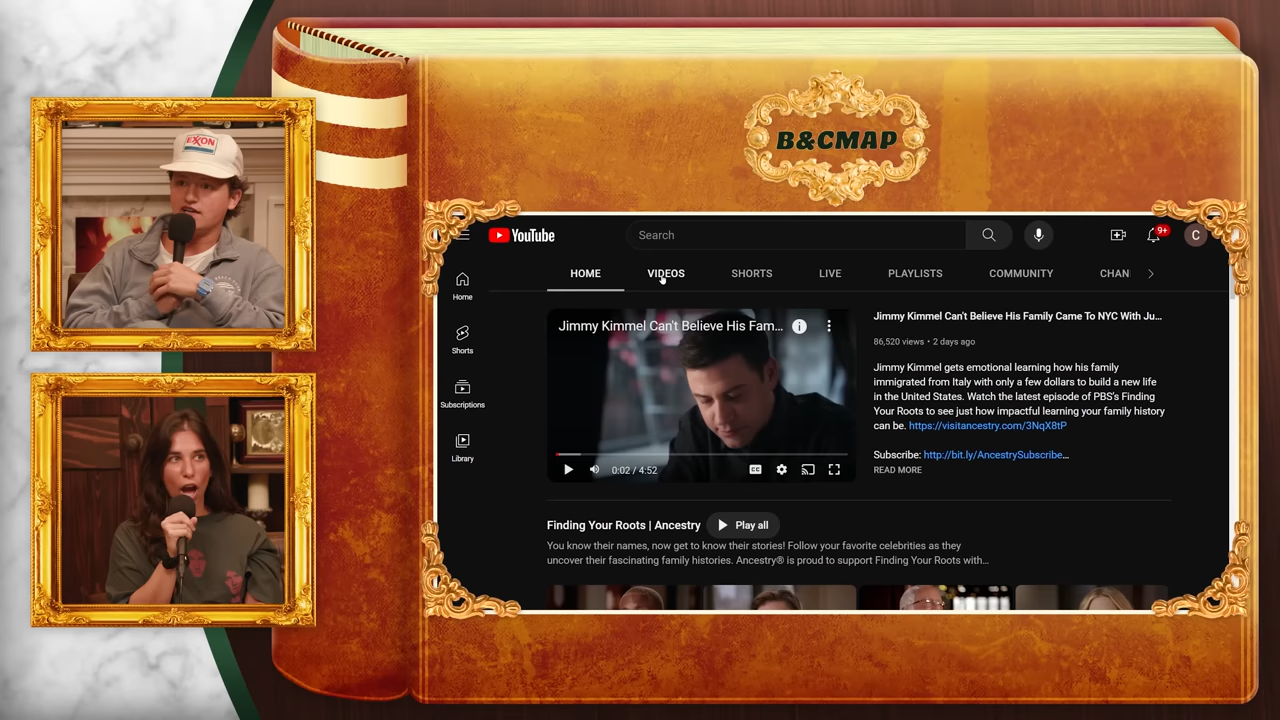 B&CMAP
EXXON
YouTube
Search
9+
C
HOME
VIDEOS
SHORTS
LIVE
PLAYLISTS
COMMUNITY
CHAN
Home
Shorts
Subscriptions
Library
Jimmy Kimmel Can't Believe His Fam...
0:02 / 4:52
CC
Jimmy Kimmel Can't Believe His Family Came To NYC With Ju...
86,520 views • 2 days ago
Jimmy Kimmel gets emotional learning how his family
immigrated from Italy with only a few dollars to build a new life
in the United States. Watch the latest episode of PBS's Finding
Your Roots to see just how impactful learning your family history
can be. https://visitancestry.com/3NqX8tP
Subscribe: http://bit.ly/AncestrySubscribe...
READ MORE
Finding Your Roots | Ancestry
Play all
You know their names, now get to know their stories! Follow your favorite celebrities as they
uncover their fascinating family histories. Ancestry® is proud to support Finding Your Roots with...